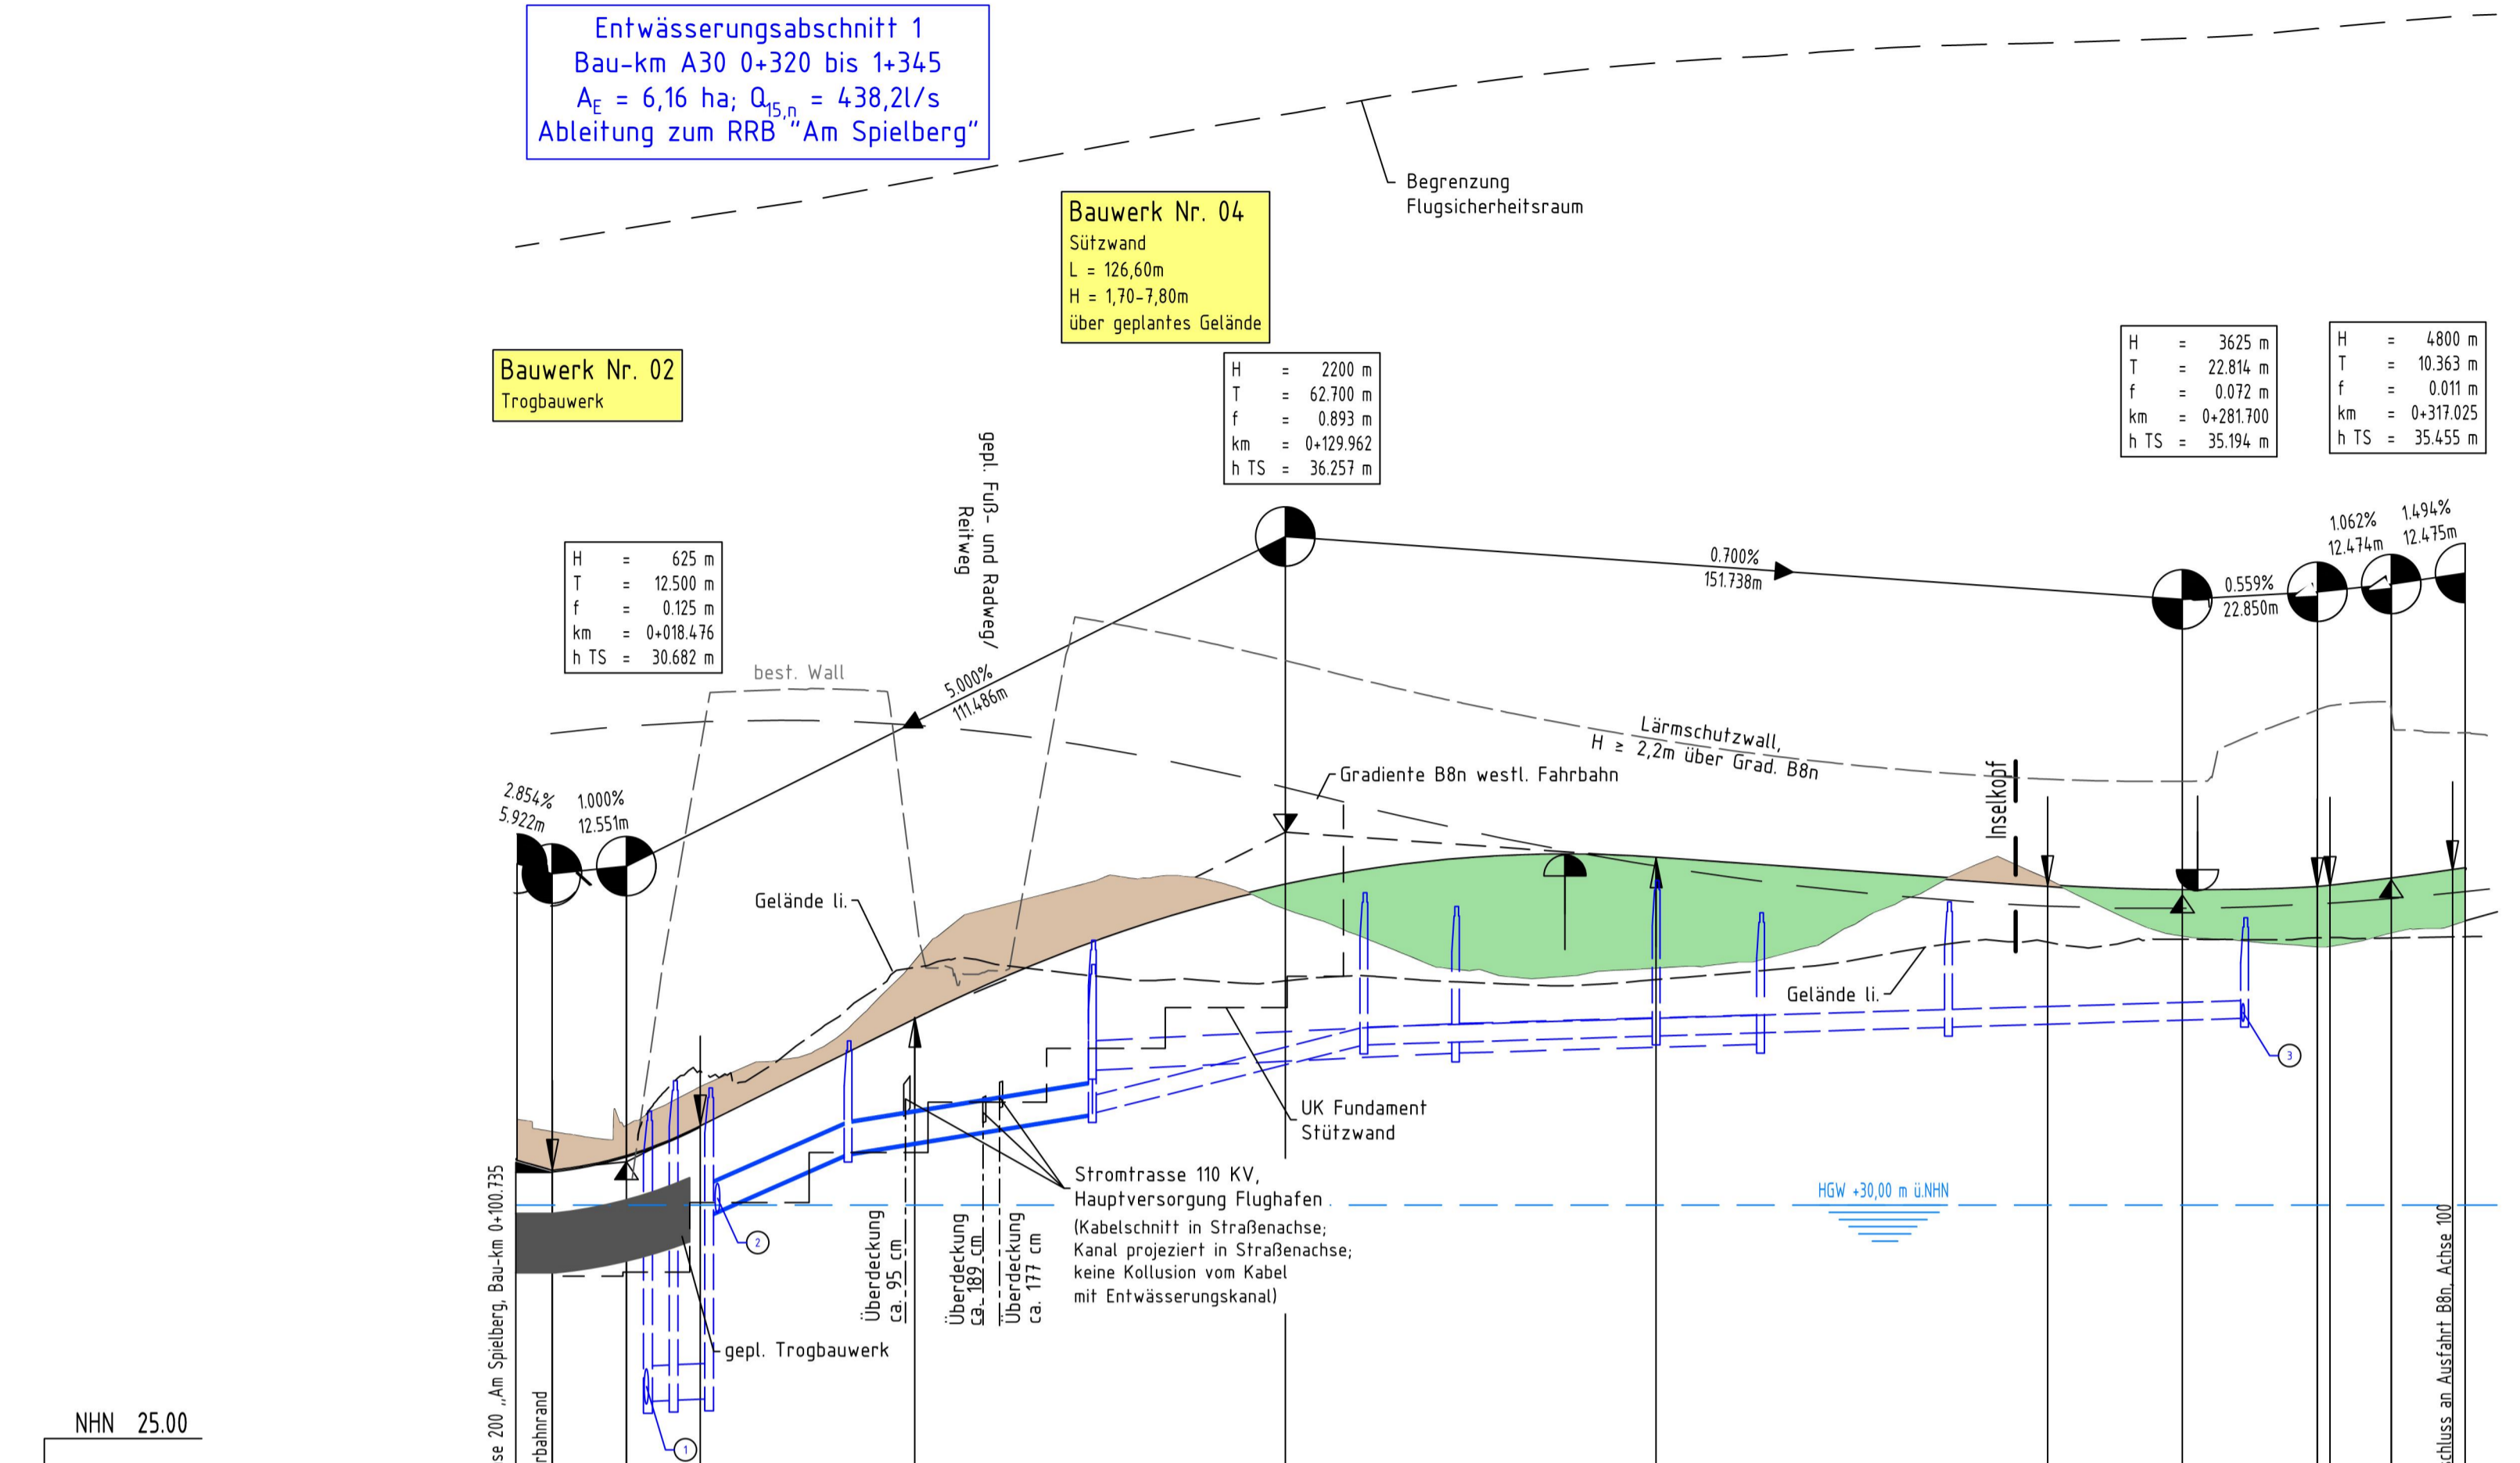 Entwässerungsabschnitt 1
Bau-km A30 0+320 bis 1+345
A_E = 6,16 ha; Q_15,n = 438,2l/s
Ableitung zum RRB "Am Spielberg"
Begrenzung
Flugsicherheitsraum
Bauwerk Nr. 04
Sützwand
L = 126,60m
H = 1,70-7,80m
über geplantes Gelände
Bauwerk Nr. 02
Trogbauwerk
H = 2200 m
T = 62.700 m
f = 0.893 m
km = 0+129.962
h TS = 36.257 m
H = 3625 m
T = 22.814 m
f = 0.072 m
km = 0+281.700
h TS = 35.194 m
H = 4800 m
T = 10.363 m
f = 0.011 m
km = 0+317.025
h TS = 35.455 m
H = 625 m
T = 12.500 m
f = 0.125 m
km = 0+018.476
h TS = 30.682 m
gepl. Fuß- und Radweg/
Reitweg
best. Wall
5.000%
111.486m
0.700%
151.738m
0.559%
22.850m
1.062%
12.474m
1.494%
12.475m
2.854%
5.922m
1.000%
12.551m
Lärmschutzwall,
H ≥ 2,2m über Grad. B8n
Gradiente B8n westl. Fahrbahn
Inselkopf
Gelände li.
Gelände li.
UK Fundament
Stützwand
Stromtrasse 110 KV,
Hauptversorgung Flughafen
(Kabelschnitt in Straßenachse;
Kanal projeziert in Straßenachse;
keine Kollusion vom Kabel
mit Entwässerungskanal)
HGW +30,00 m ü.NHN
Überdeckung
ca. 95 cm
Überdeckung
ca. 189 cm
Überdeckung
ca. 177 cm
gepl. Trogbauwerk
1
2
3
se 200 „Am Spielberg, Bau-km 0+100.735
rbahnrand
chluss an Ausfahrt B8n, Achse 100
NHN 25.00